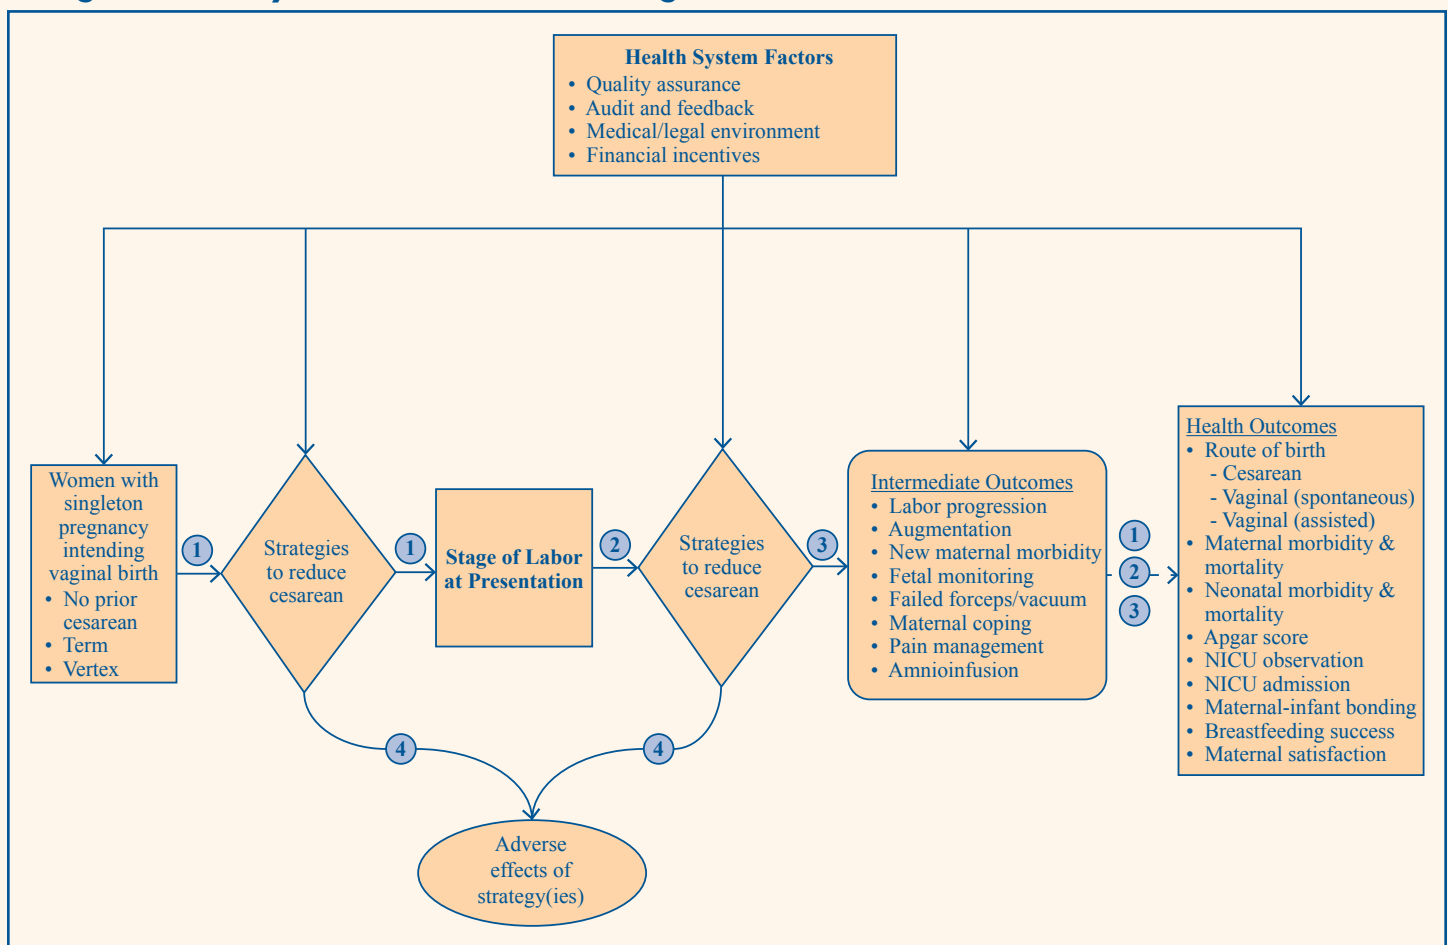 Health System Factors
• Quality assurance
• Audit and feedback
• Medical/legal environment
• Financial incentives
Women with
singleton
pregnancy
intending
vaginal birth
• No prior
cesarean
• Term
• Vertex
1
Strategies
to reduce
cesarean
1
Stage of Labor
at Presentation
2
Strategies
to reduce
cesarean
3
Intermediate Outcomes
• Labor progression
• Augmentation
• New maternal morbidity
• Fetal monitoring
• Failed forceps/vacuum
• Maternal coping
• Pain management
• Amnioinfusion
1
2
3
Health Outcomes
• Route of birth
- Cesarean
- Vaginal (spontaneous)
- Vaginal (assisted)
• Maternal morbidity &
mortality
• Neonatal morbidity &
mortality
• Apgar score
• NICU observation
• NICU admission
• Maternal-infant bonding
• Breastfeeding success
• Maternal satisfaction
4
4
Adverse
effects of
strategy(ies)